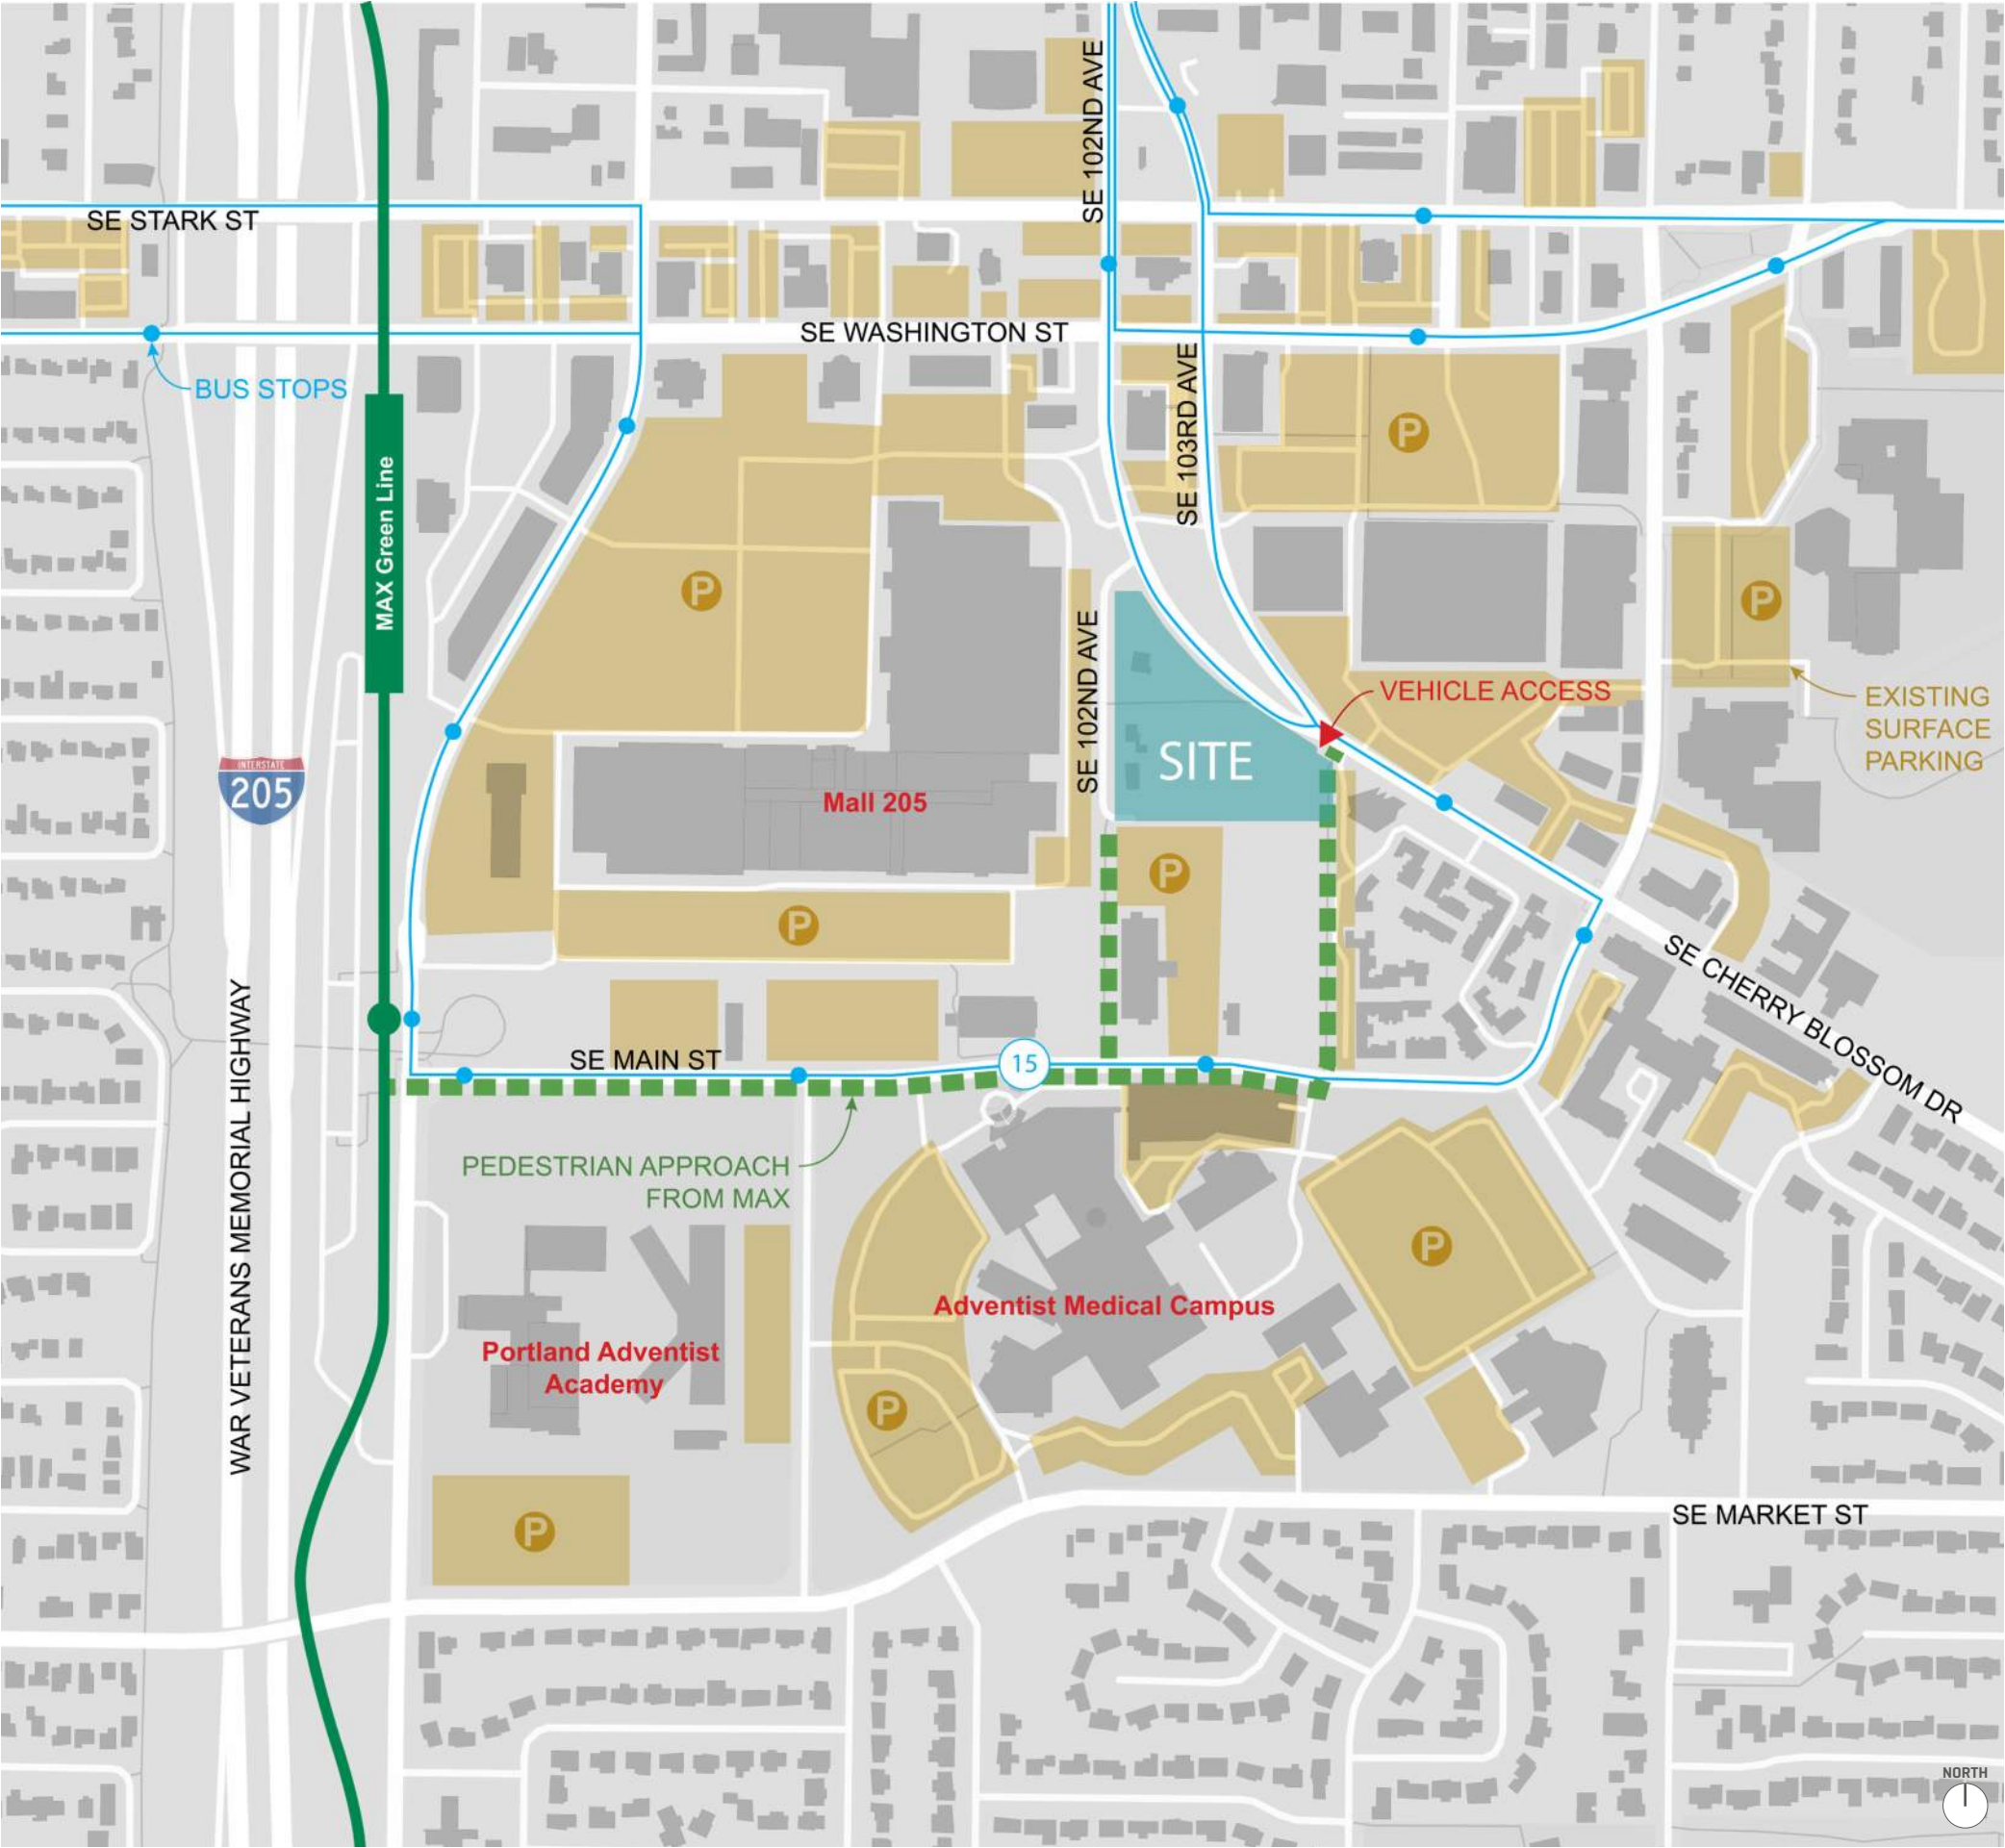 SE 102ND AVE
SE STARK ST
SE WASHINGTON ST
BUS STOPS
SE 103RD AVE
P
MAX Green Line
P
P
SE 102ND AVE
VEHICLE ACCESS
EXISTING
SURFACE
PARKING
SITE
INTERSTATE
205
Mall 205
P
P
SE CHERRY BLOSSOM DR
WAR VETERANS MEMORIAL HIGHWAY
SE MAIN ST
15
PEDESTRIAN APPROACH
FROM MAX
P
Adventist Medical Campus
Portland Adventist
Academy
P
P
SE MARKET ST
NORTH